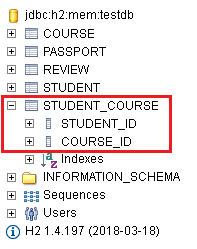 jdbc:h2:mem:testdb
COURSE
PASSPORT
REVIEW
STUDENT
STUDENT_COURSE
STUDENT_ID
COURSE_ID
Indexes
INFORMATION_SCHEMA
Sequences
Users
H2 1.4.197 (2018-03-18)